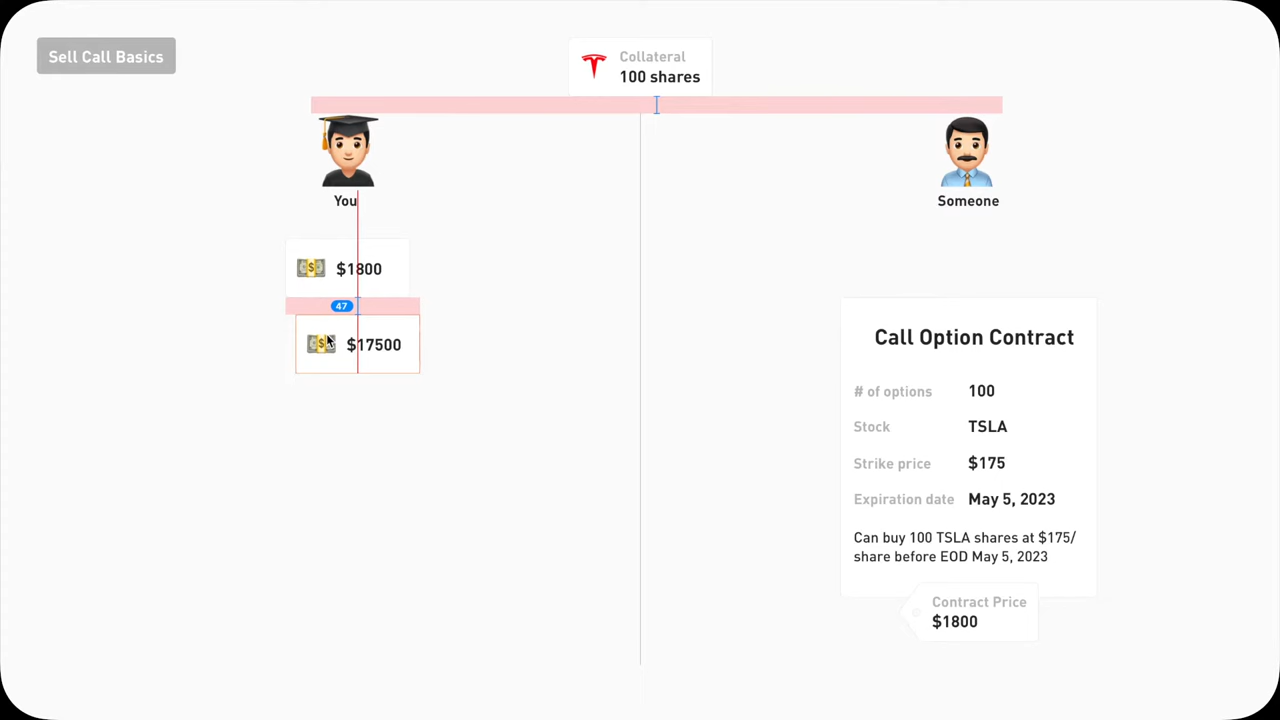 Sell Call Basics
Collateral
100 shares
You
Someone
$1800
47
$17500
Call Option Contract
# of options 100
Stock TSLA
Strike price $175
Expiration date May 5, 2023
Can buy 100 TSLA shares at $175/
share before EOD May 5, 2023
Contract Price
$1800